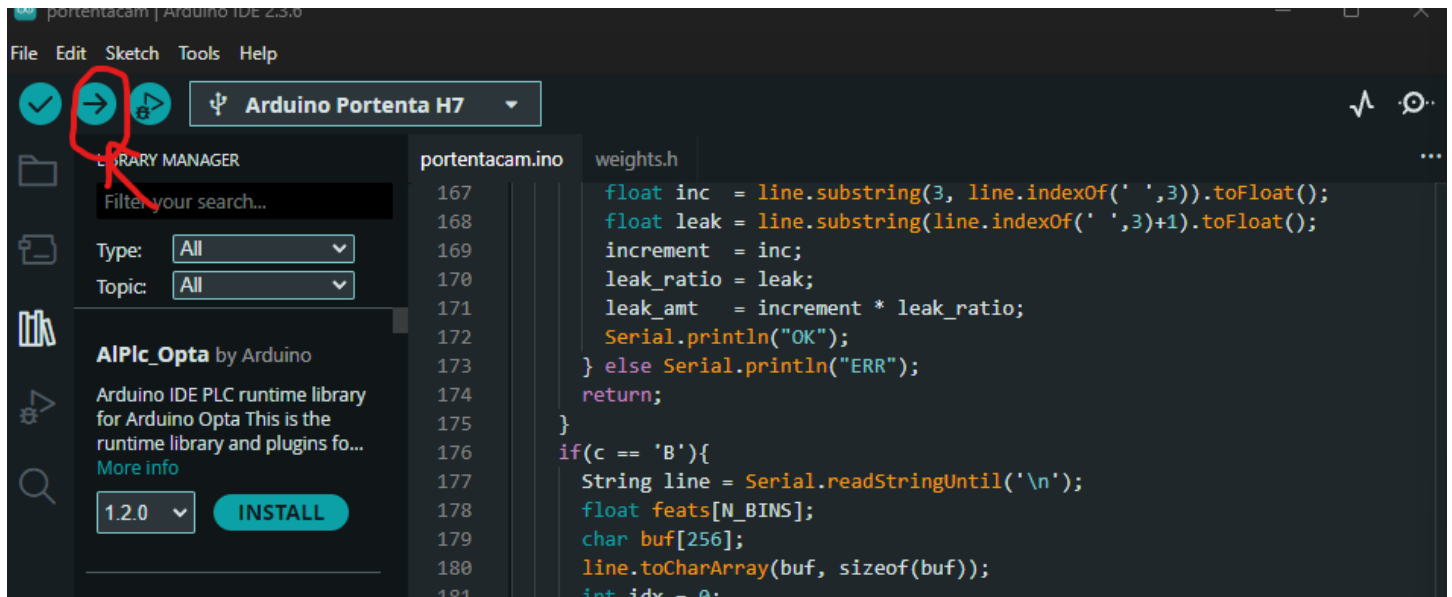 portentacam | Arduino IDE 2.3.6
File Edit Sketch Tools Help
Arduino Portenta H7
LIBRARY MANAGER
portentacam.ino weights.h
Filter your search...
Type: All
Topic: All
AlPlc_Opta by Arduino
Arduino IDE PLC runtime library
for Arduino Opta This is the
runtime library and plugins fo...
More info
1.2.0 INSTALL
167 float inc = line.substring(3, line.indexOf(' ',3)).toFloat();
168 float leak = line.substring(line.indexOf(' ',3)+1).toFloat();
169 increment = inc;
170 leak_ratio = leak;
171 leak_amt = increment * leak_ratio;
172 Serial.println("OK");
173 } else Serial.println("ERR");
174 return;
175 }
176 if(c == 'B'){
177 String line = Serial.readStringUntil('\n');
178 float feats[N_BINS];
179 char buf[256];
180 line.toCharArray(buf, sizeof(buf));
181 int idx = 0;